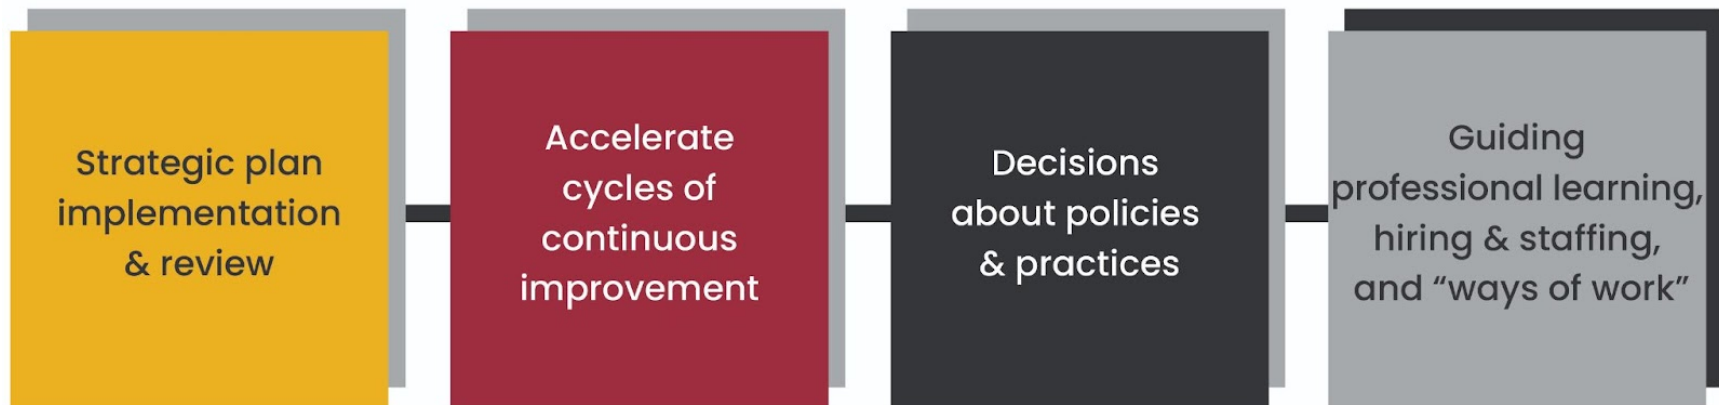 Strategic plan
implementation
& review
Accelerate
cycles of
continuous
improvement
Decisions
about policies
& practices
Guiding
professional learning,
hiring & staffing,
and “ways of work”